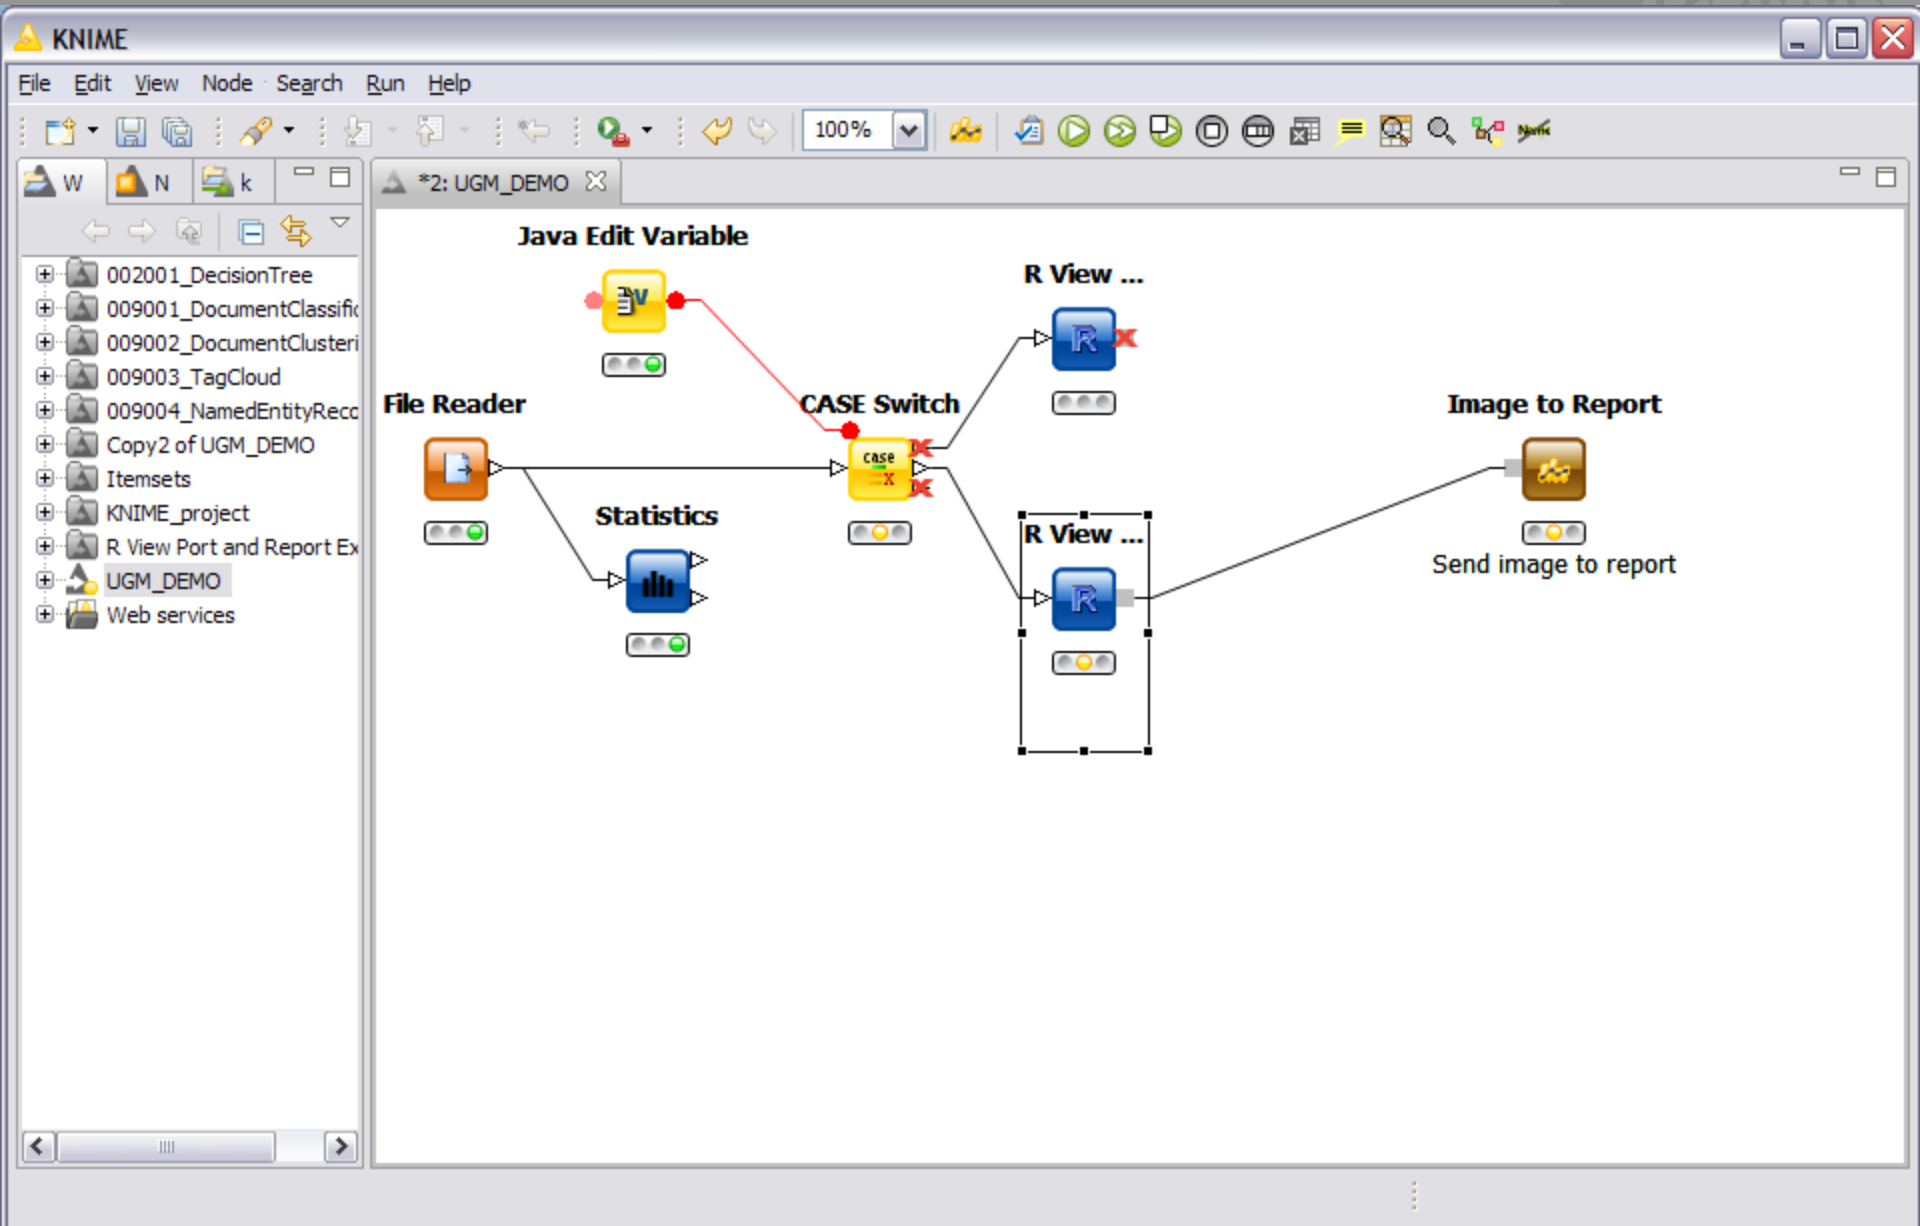 KNIME
File Edit View Node Search Run Help
100%
W N k
*2: UGM_DEMO
002001_DecisionTree
009001_DocumentClassific
009002_DocumentClusteri
009003_TagCloud
009004_NamedEntityReco
Copy2 of UGM_DEMO
Itemsets
KNIME_project
R View Port and Report Ex
UGM_DEMO
Web services
Java Edit Variable
V
R View ...
R
File Reader
CASE Switch
case
Image to Report
Statistics
R View ...
R
Send image to report